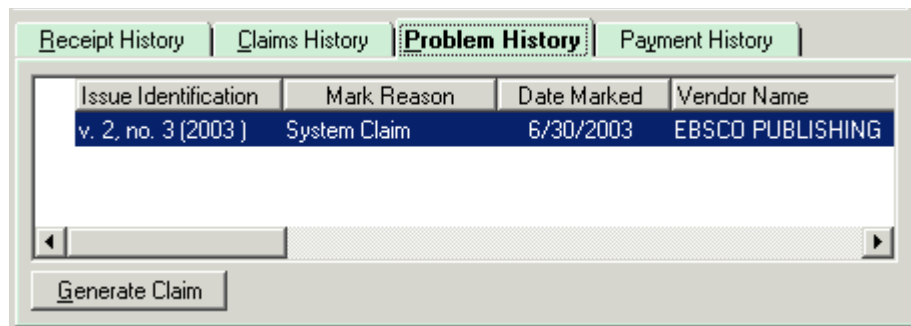 Receipt History Claims History Problem History Payment History
Issue Identification Mark Reason Date Marked Vendor Name
v. 2, no. 3 (2003 ) System Claim 6/30/2003 EBSCO PUBLISHING
Generate Claim